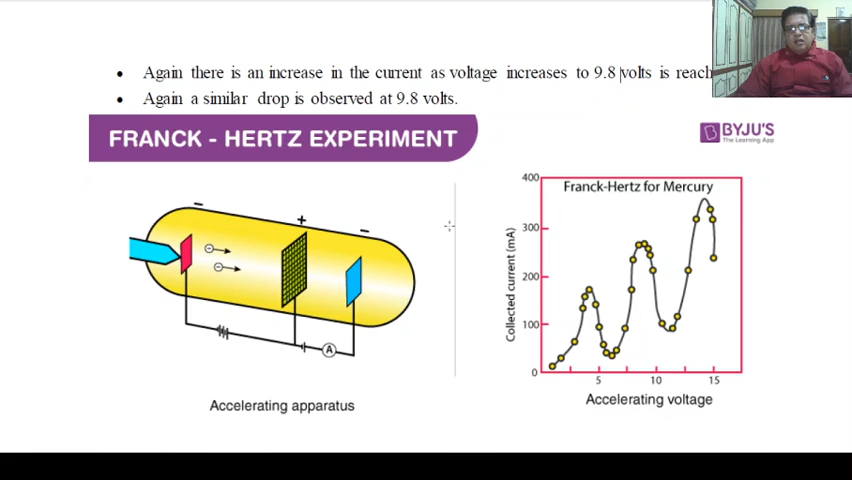 • Again there is an increase in the current as voltage increases to 9.8 volts is reach
• Again a similar drop is observed at 9.8 volts.
FRANCK - HERTZ EXPERIMENT
BYJU'S
The Learning App
− + −
A
Accelerating apparatus
Franck-Hertz for Mercury
Collected current (mA)
400
300
200
100
0
5 10 15
Accelerating voltage